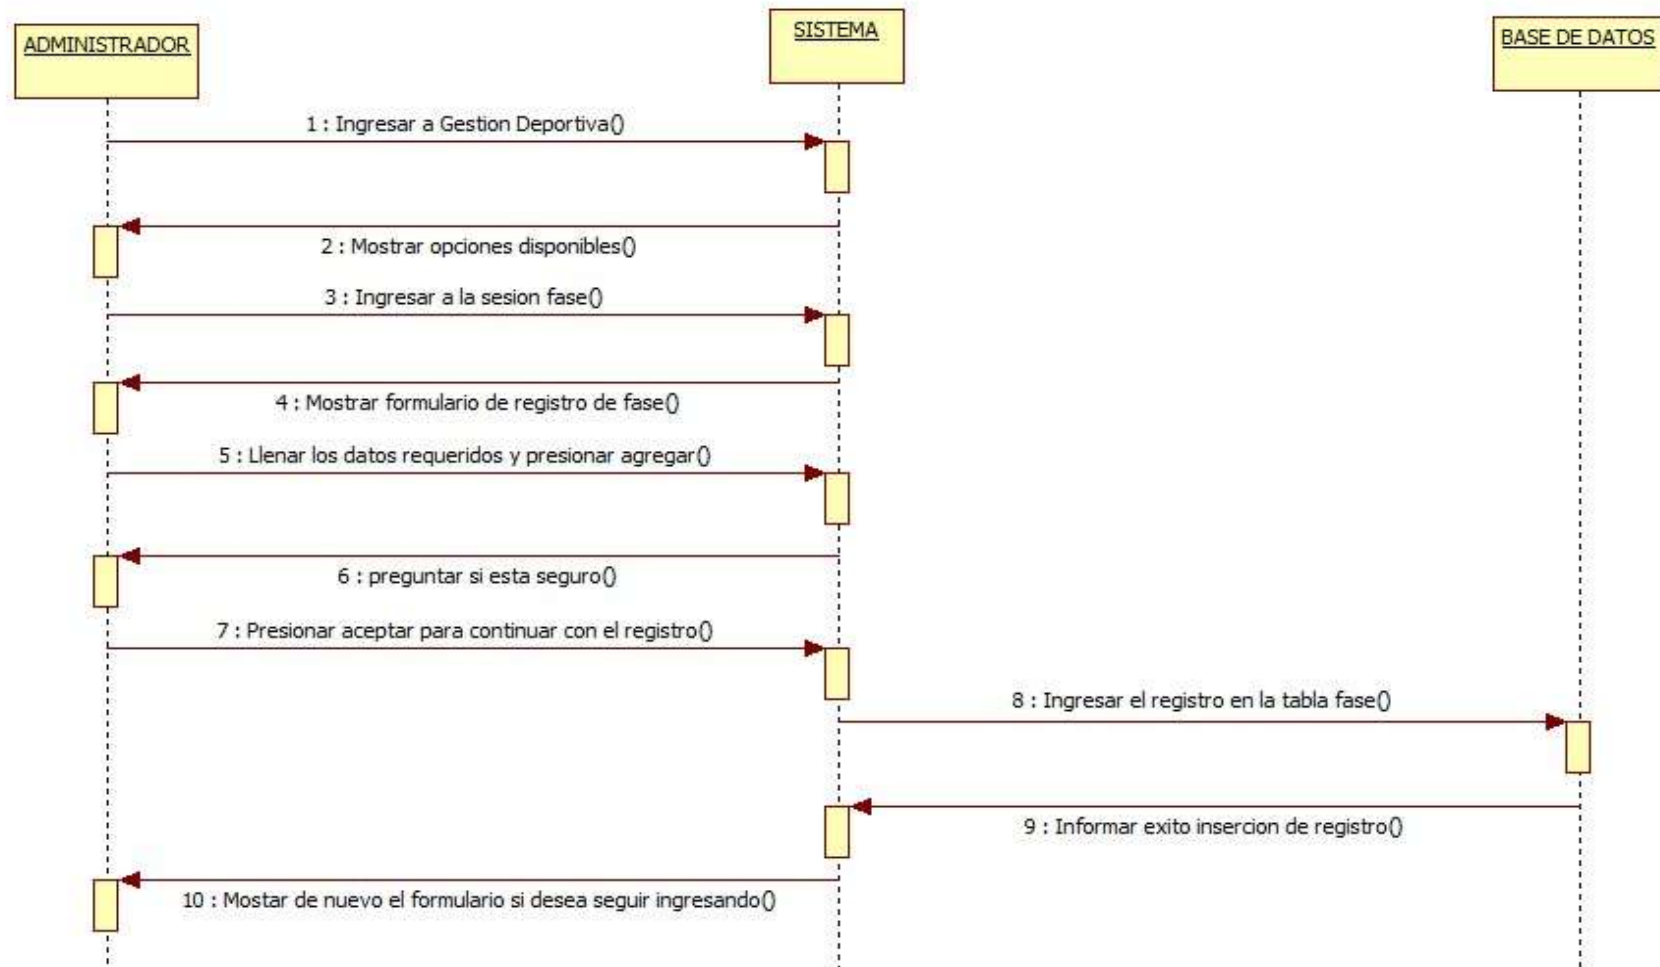 ADMINISTRADOR
SISTEMA
BASE DE DATOS
1 : Ingresar a Gestion Deportiva()
2 : Mostrar opciones disponibles()
3 : Ingresar a la sesion fase()
4 : Mostrar formulario de registro de fase()
5 : Llenar los datos requeridos y presionar agregar()
6 : preguntar si esta seguro()
7 : Presionar aceptar para continuar con el registro()
8 : Ingresar el registro en la tabla fase()
9 : Informar exito insercion de registro()
10 : Mostar de nuevo el formulario si desea seguir ingresando()